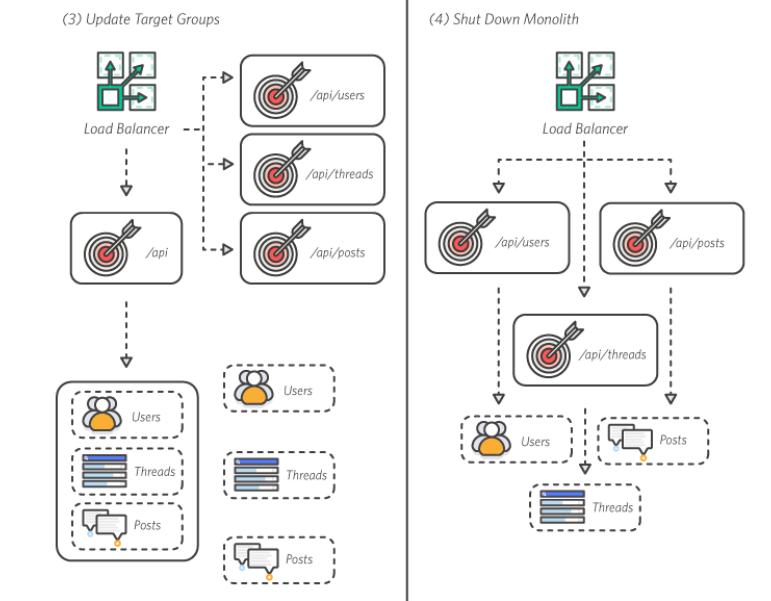 (3) Update Target Groups
Load Balancer
/api/users
/api/threads
/api/posts
/api
Users
Threads
Posts
Users
Threads
Posts
(4) Shut Down Monolith
Load Balancer
/api/users
/api/posts
/api/threads
Users
Posts
Threads